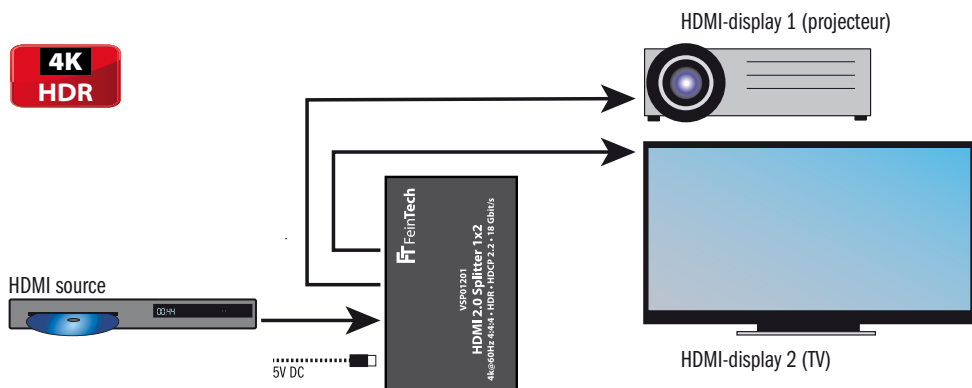 HDMI-display 1 (projecteur)
4K
HDR
FT FeinTech
VSP01201
HDMI 2.0 Splitter 1x2
4k@60Hz 4:4:4 • HDR • HDCP 2.2 • 18 Gbit/s
HDMI source
00:44
5V DC
HDMI-display 2 (TV)